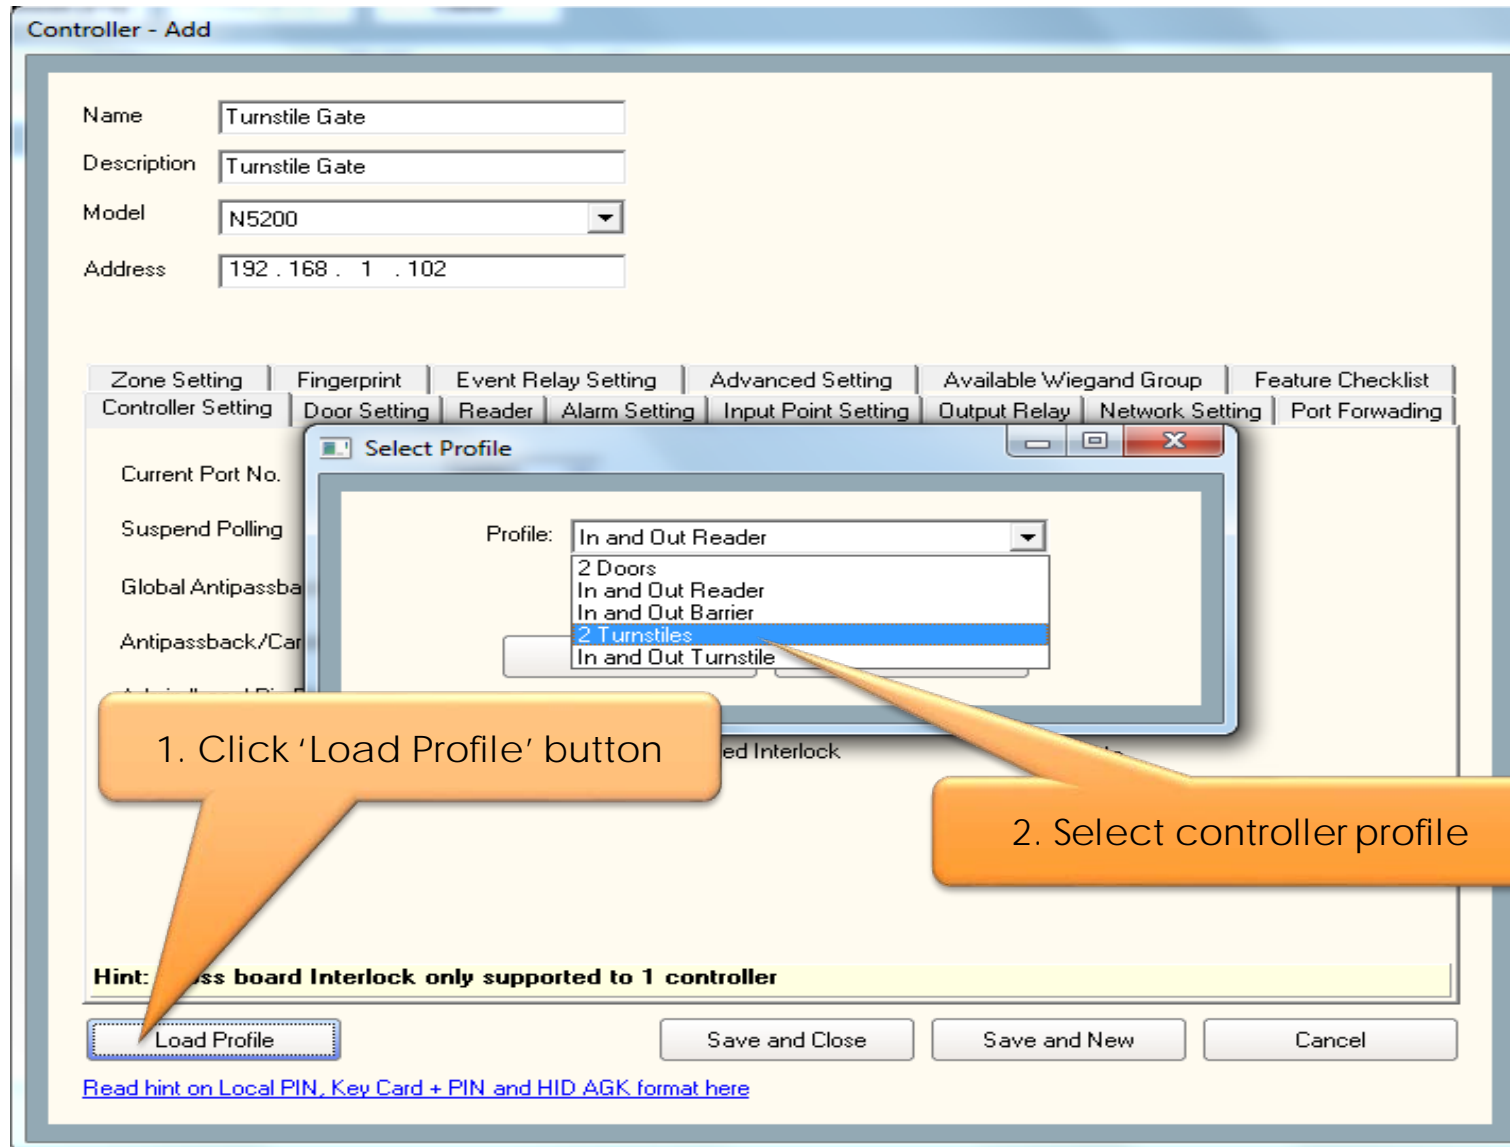 Controller - Add
Name
Turnstile Gate
Description
Turnstile Gate
Model
N5200
Address
192 . 168 . 1 . 102
Zone Setting
Fingerprint
Event Relay Setting
Advanced Setting
Available Wiegand Group
Feature Checklist
Controller Setting
Door Setting
Reader
Alarm Setting
Input Point Setting
Output Relay
Network Setting
Port Forwading
Select Profile
Current Port No.
Suspend Polling
Profile:
In and Out Reader
2 Doors
In and Out Reader
In and Out Barrier
2 Turnstiles
In and Out Turnstile
Global
Antipassback/
1. Click ‘Load Profile’ button
Interlock
2. Select controller profile
Hint: board Interlock only supported to 1 controller
Load Profile
Save and Close
Save and New
Cancel
Read hint on Local PIN, Key Card + PIN and HID AGK format here